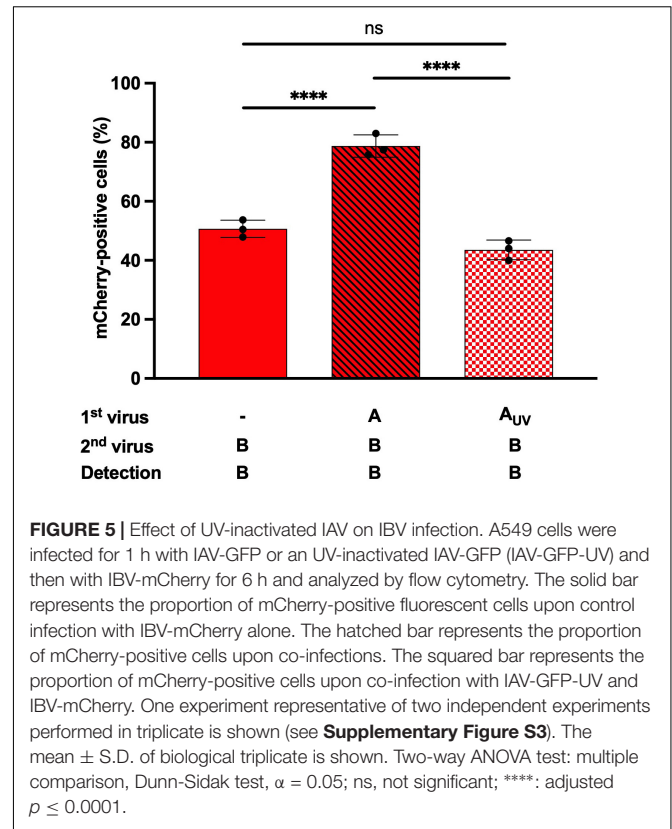 ns
****
****
mCherry-positive cells (%)
100
80
60
40
20
0
1st virus - A AUV
2nd virus B B B
Detection B B B
FIGURE 5 | Effect of UV-inactivated IAV on IBV infection. A549 cells were
infected for 1 h with IAV-GFP or an UV-inactivated IAV-GFP (IAV-GFP-UV) and
then with IBV-mCherry for 6 h and analyzed by flow cytometry. The solid bar
represents the proportion of mCherry-positive fluorescent cells upon control
infection with IBV-mCherry alone. The hatched bar represents the proportion
of mCherry-positive cells upon co-infections. The squared bar represents the
proportion of mCherry-positive cells upon co-infection with IAV-GFP-UV and
IBV-mCherry. One experiment representative of two independent experiments
performed in triplicate is shown (see Supplementary Figure S3). The
mean ± S.D. of biological triplicate is shown. Two-way ANOVA test: multiple
comparison, Dunn-Sidak test, α = 0.05; ns, not significant; ****: adjusted
p ≤ 0.0001.